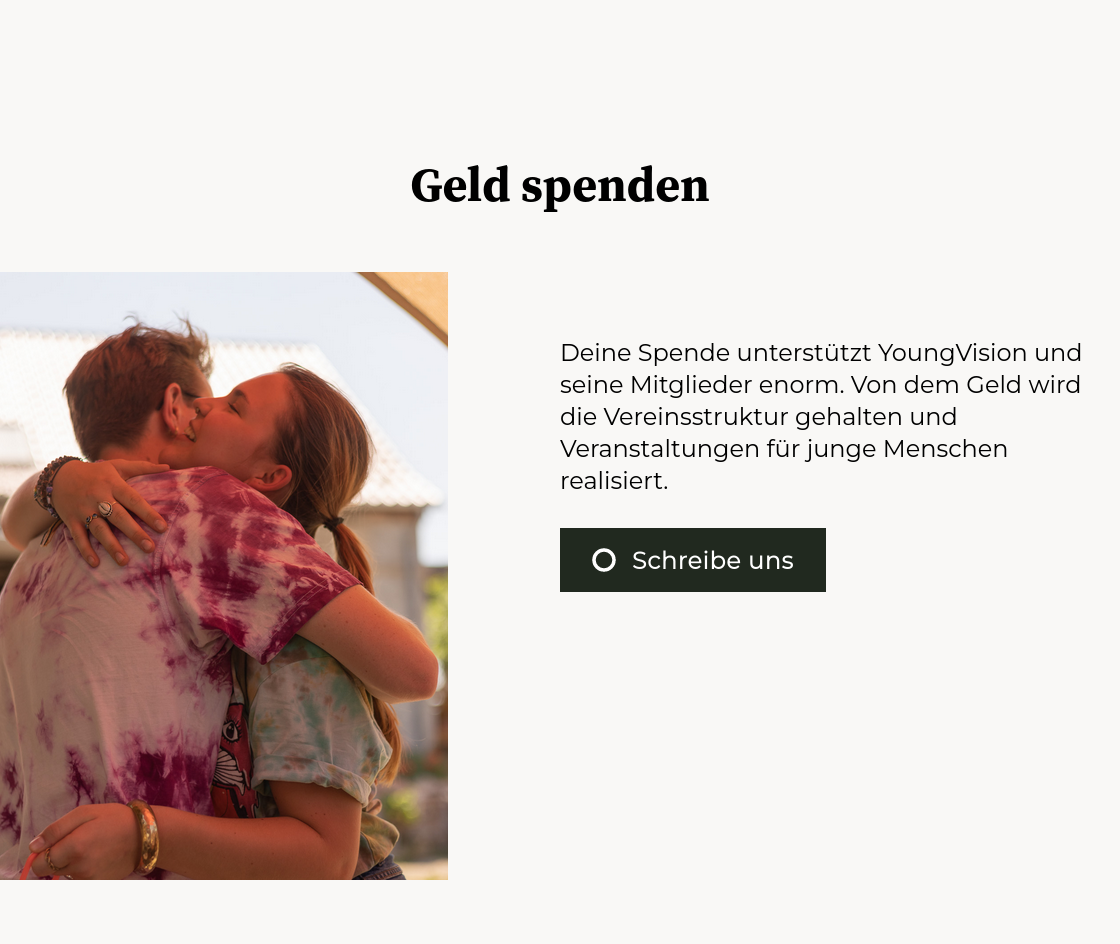 Geld spenden
Deine Spende unterstützt YoungVision und
seine Mitglieder enorm. Von dem Geld wird
die Vereinsstruktur gehalten und
Veranstaltungen für junge Menschen
realisiert.
Schreibe uns